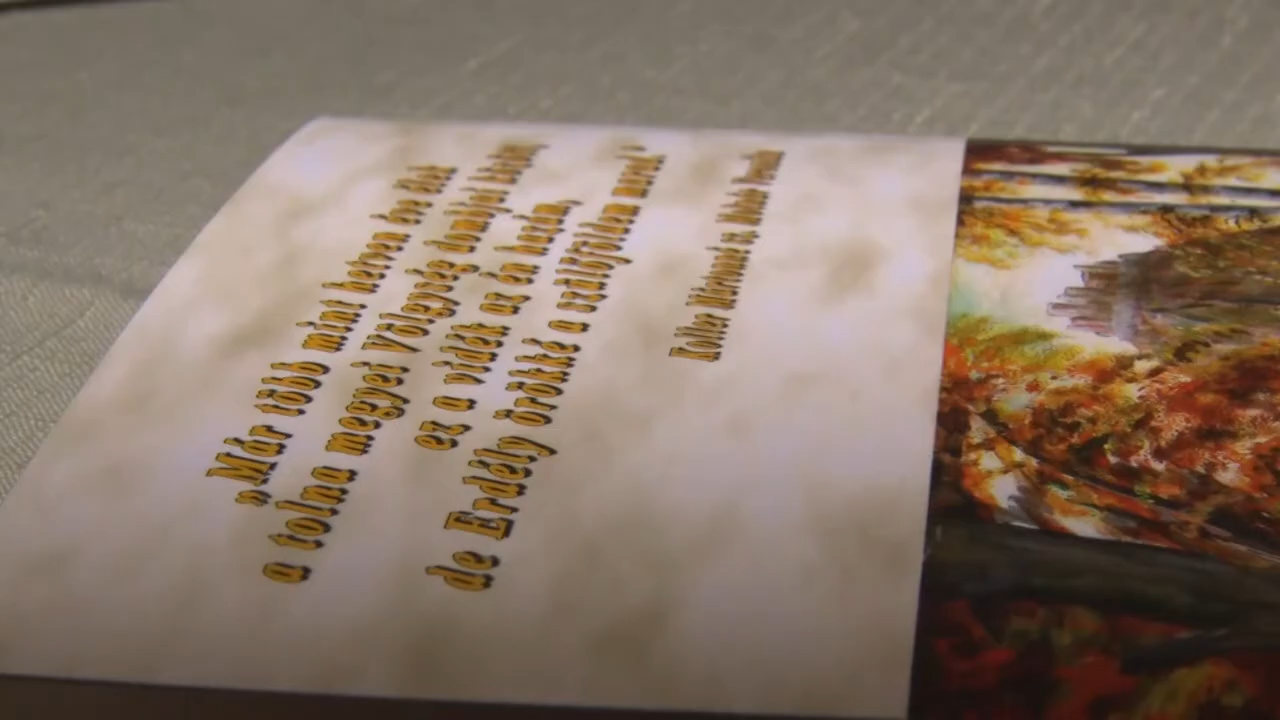 „Már több mint hetven éve élek
a tolna megyei Völgység dombjai között,
ez a vidék az én hazám,
de Erdély örökké a szülőföldem marad."
Koller Mártonné sz.